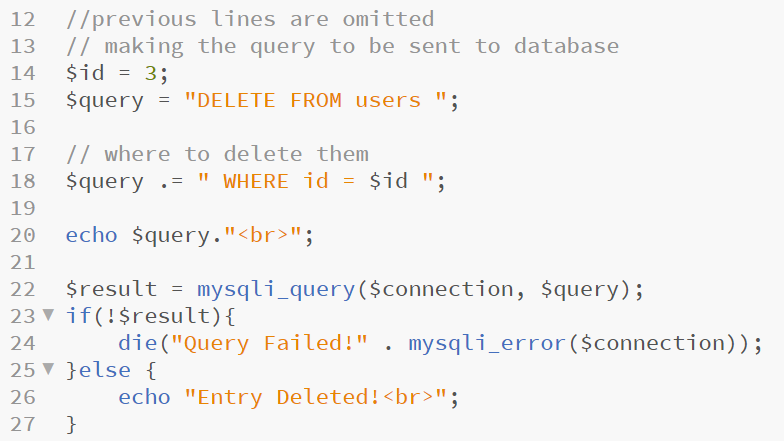 12 //previous lines are omitted
13 // making the query to be sent to database
14 $id = 3;
15 $query = "DELETE FROM users ";
16
17 // where to delete them
18 $query .= " WHERE id = $id ";
19
20 echo $query."<br>";
21
22 $result = mysqli_query($connection, $query);
23 ▼ if(!$result){
24     die("Query Failed!" . mysqli_error($connection));
25 ▼ }else {
26     echo "Entry Deleted!<br>";
27 }